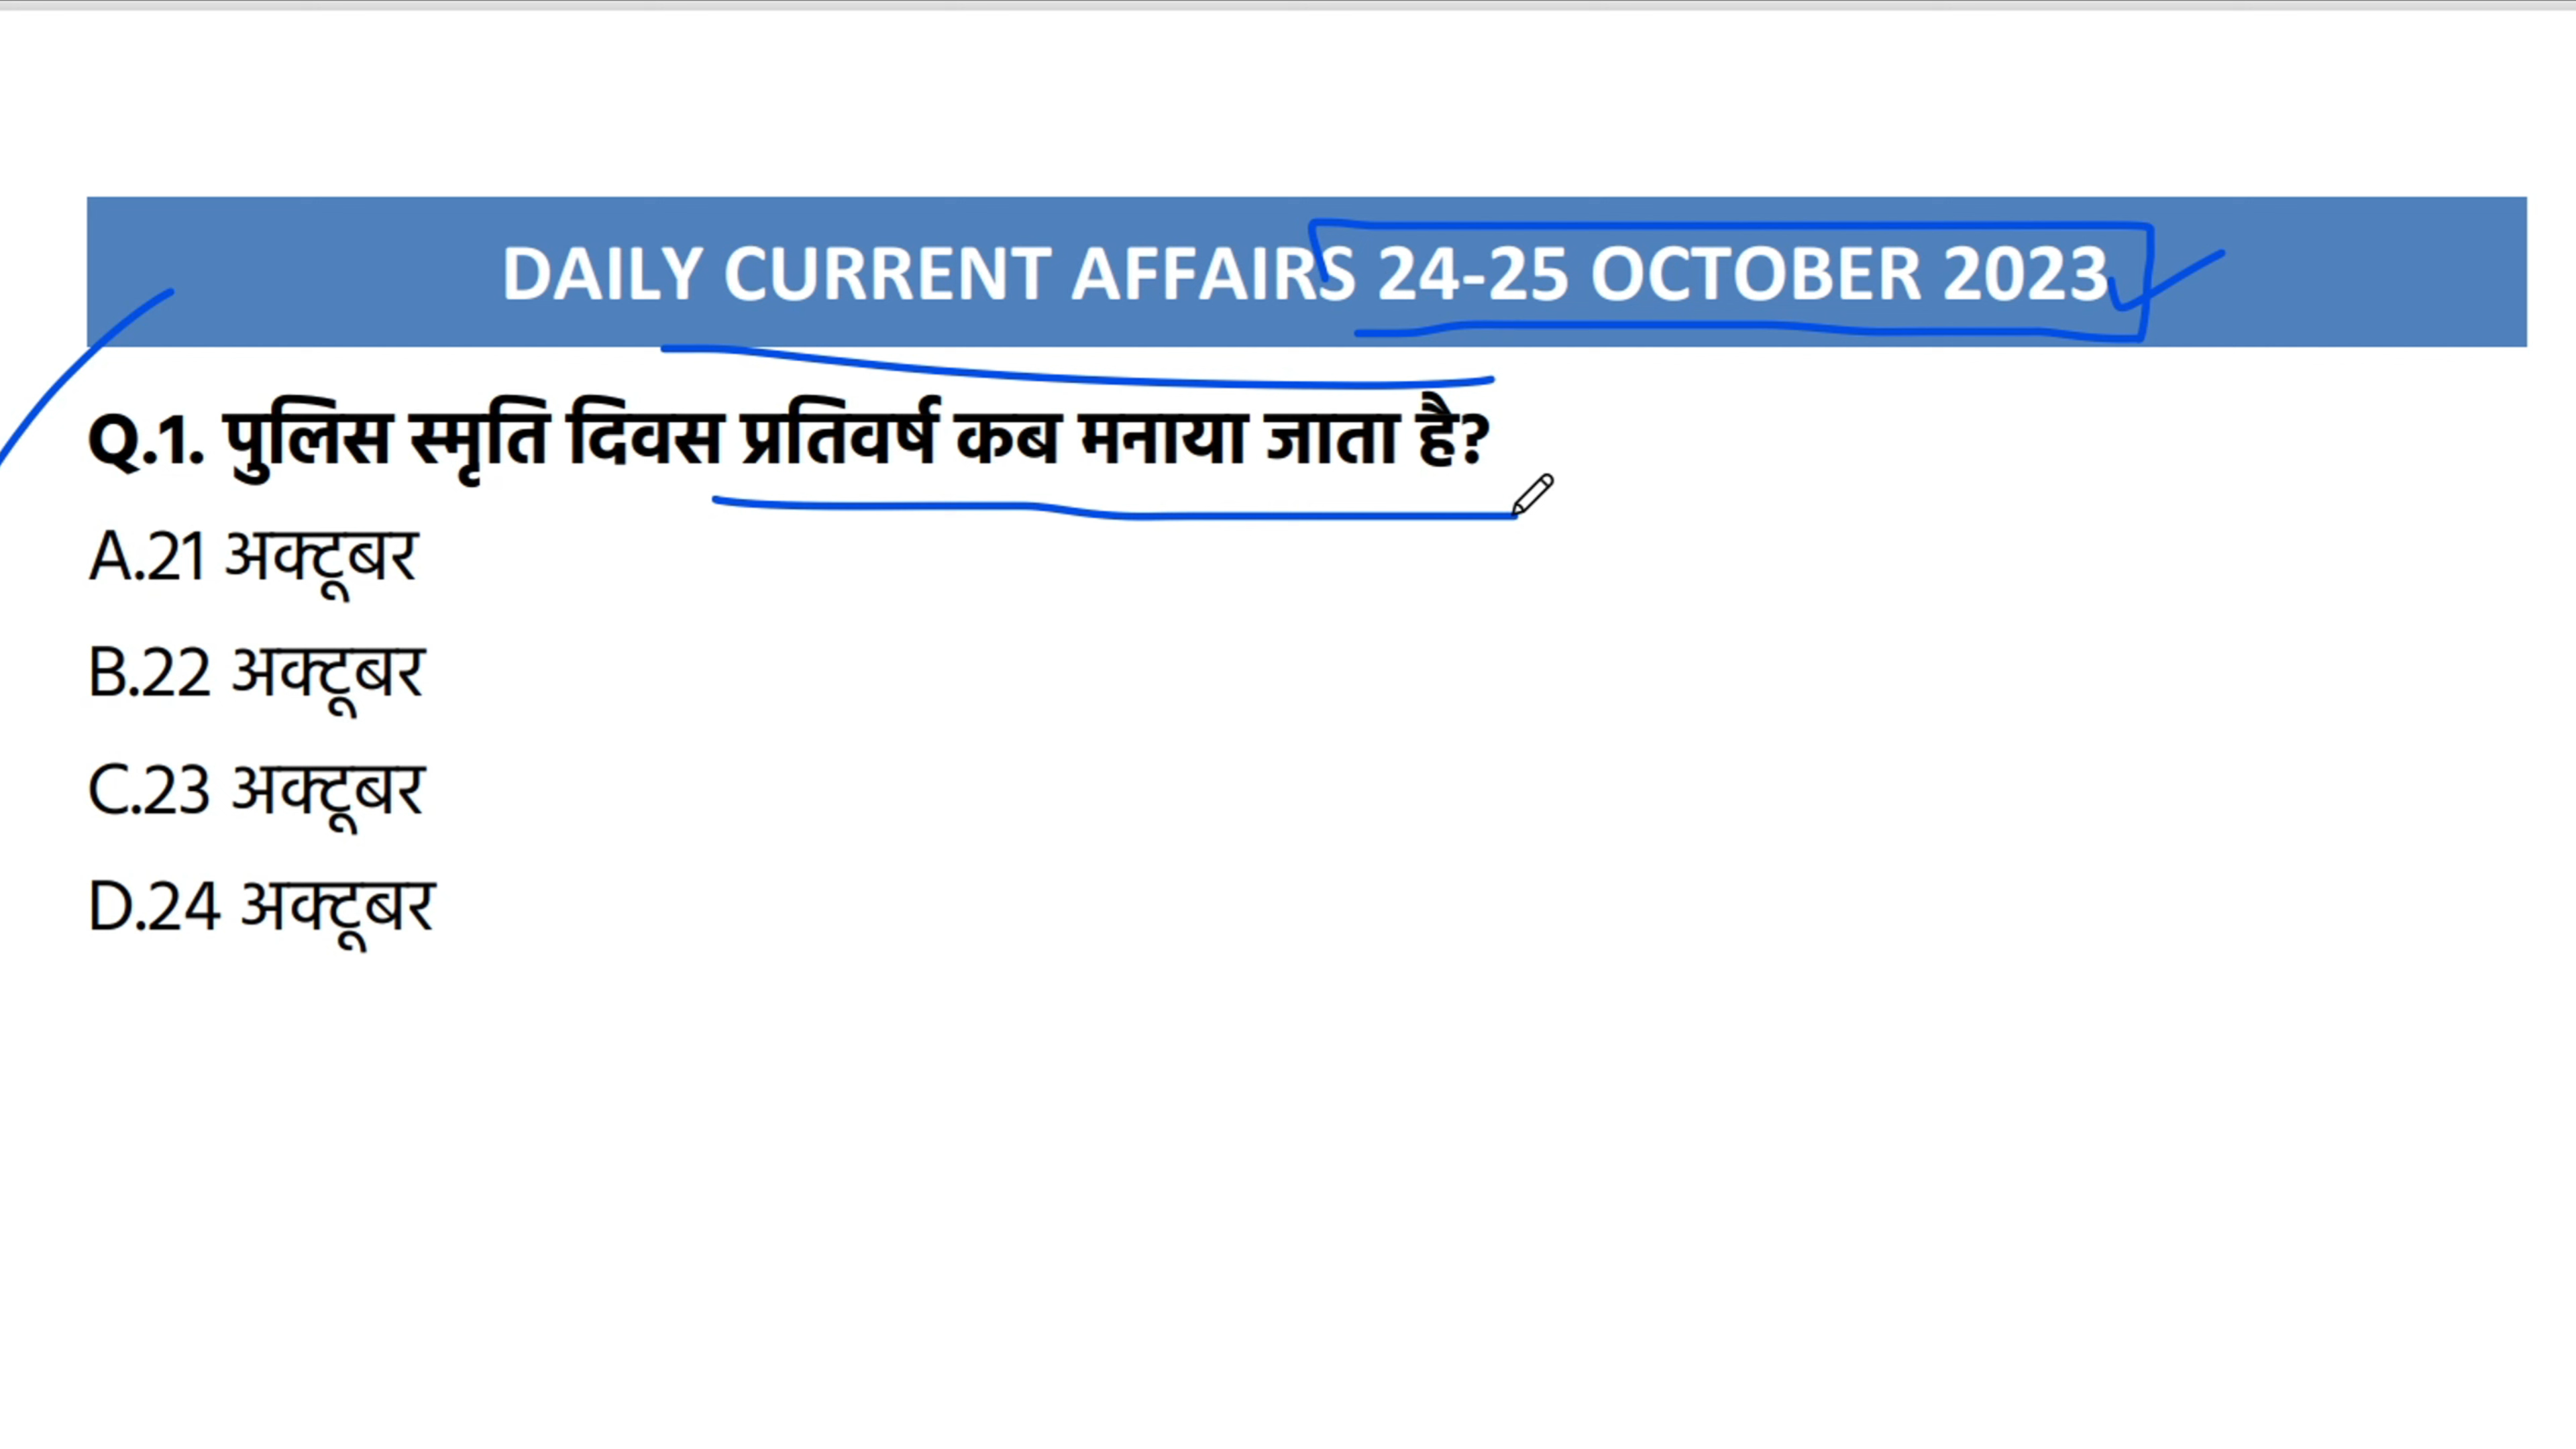 DAILY CURRENT AFFAIRS 24-25 OCTOBER 2023
Q.1. पुलिस स्मृति दिवस प्रतिवर्ष कब मनाया जाता है?
A.21 अक्टूबर
B.22 अक्टूबर
C.23 अक्टूबर
D.24 अक्टूबर